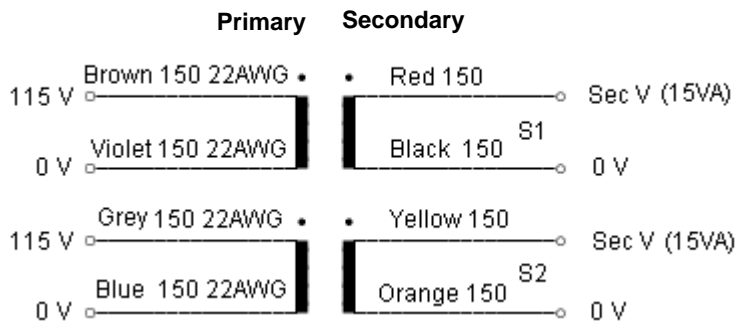 Primary Secondary
Brown 150 22AWG Red 150
115 V Sec V (15VA)
S1
Violet 150 22AWG Black 150
0 V 0 V
Grey 150 22AWG Yellow 150
115 V Sec V (15VA)
S2
Blue 150 22AWG Orange 150
0 V 0 V